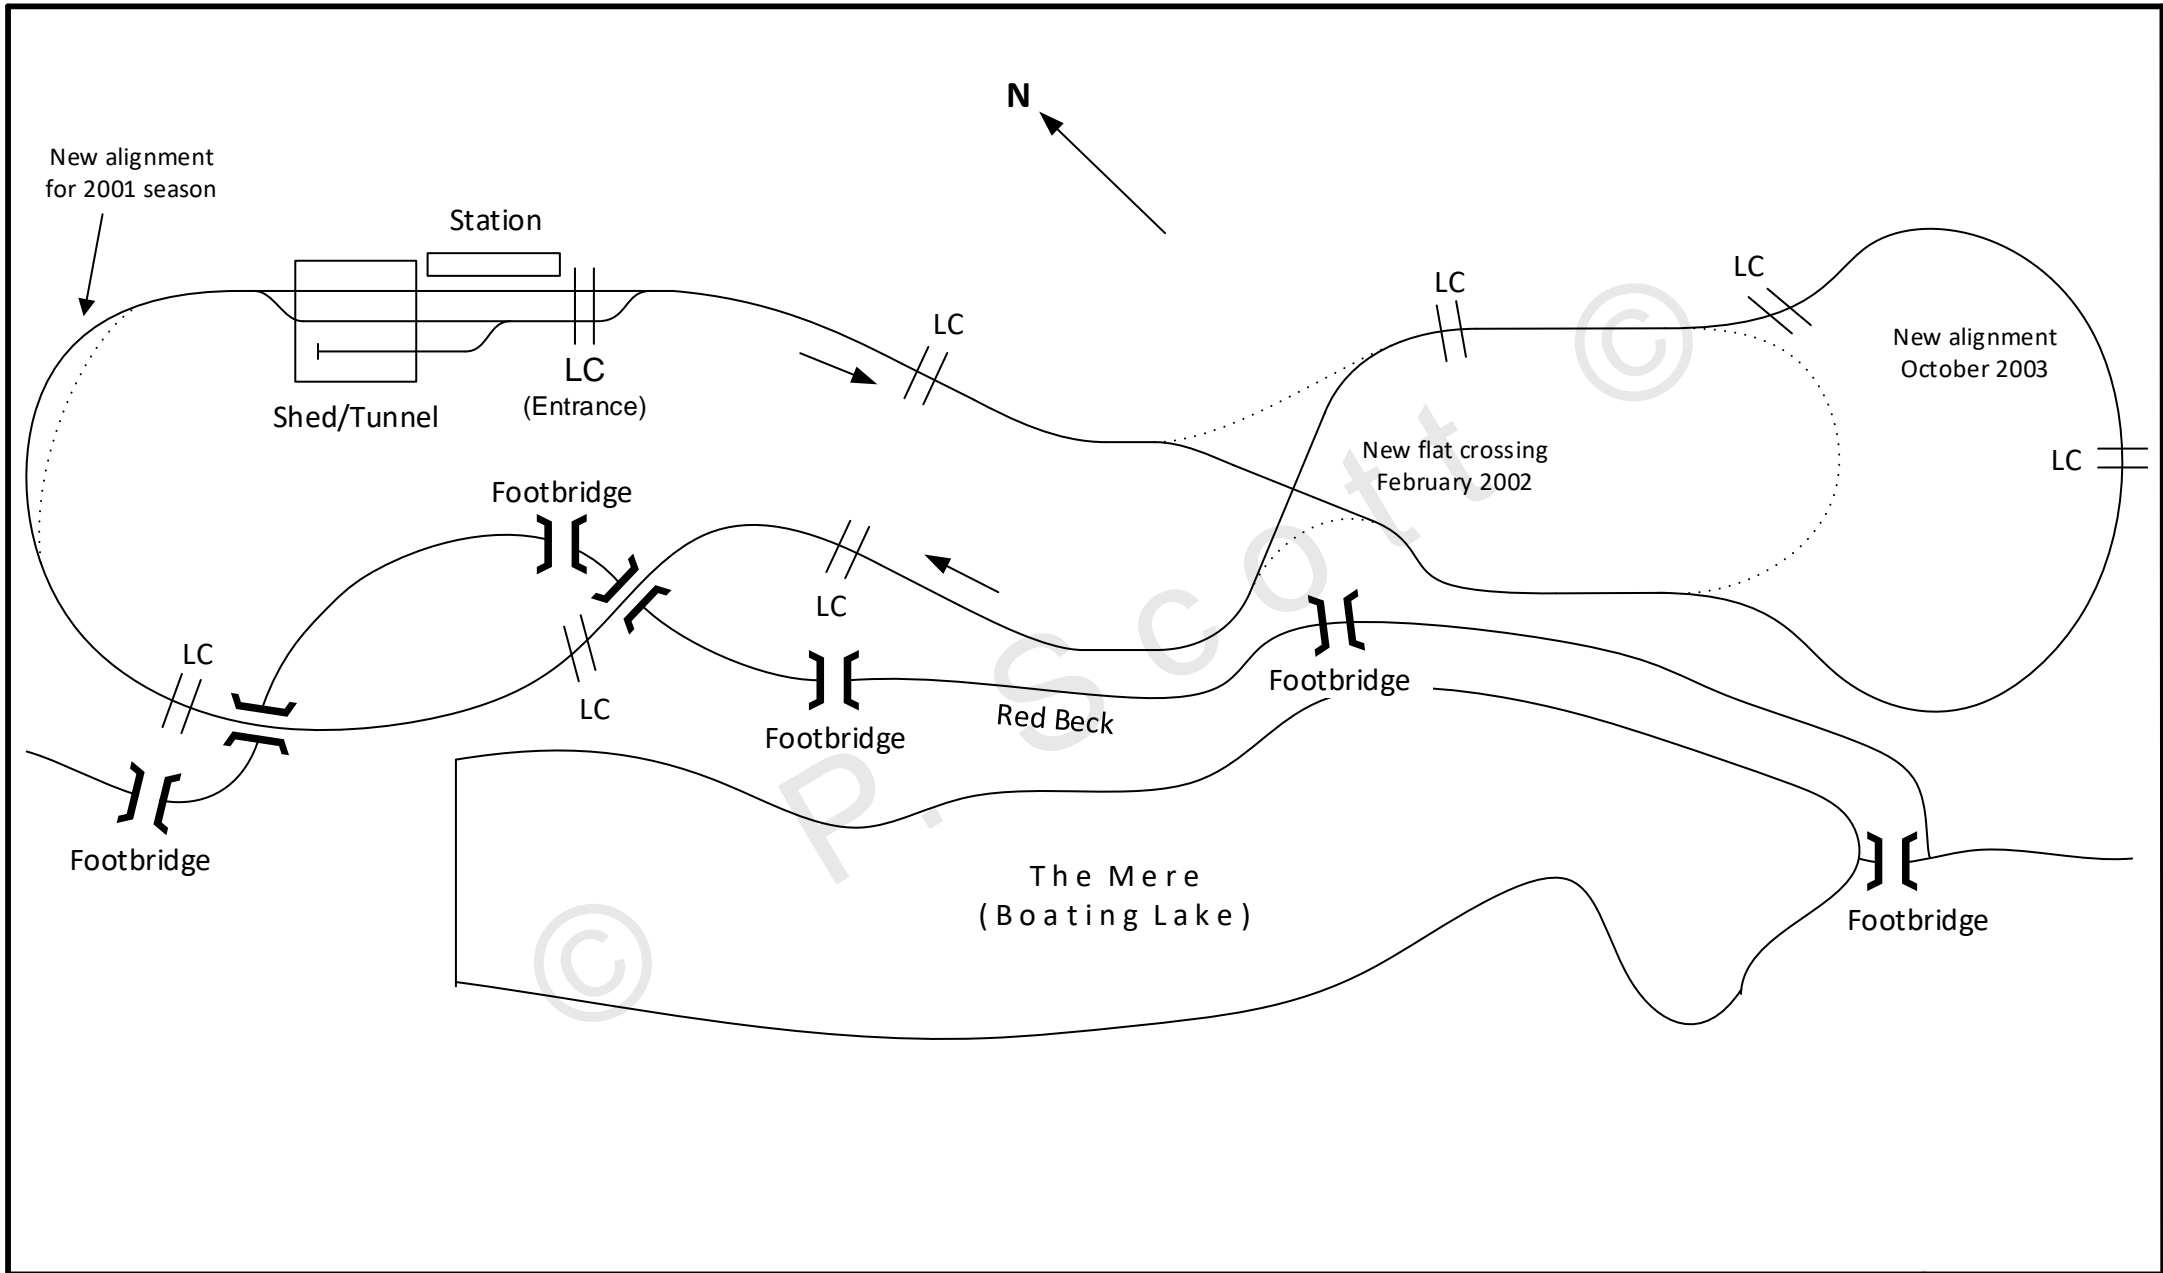 N
New alignment
for 2001 season
Station
LC
LC
LC
LC
(Entrance)
Shed/Tunnel
New alignment
October 2003
New flat crossing
February 2002
LC
Footbridge
LC
LC
LC
Footbridge
Red Beck
Footbridge
Footbridge
The Mere
(Boating Lake)
Footbridge
© P. Scott ©